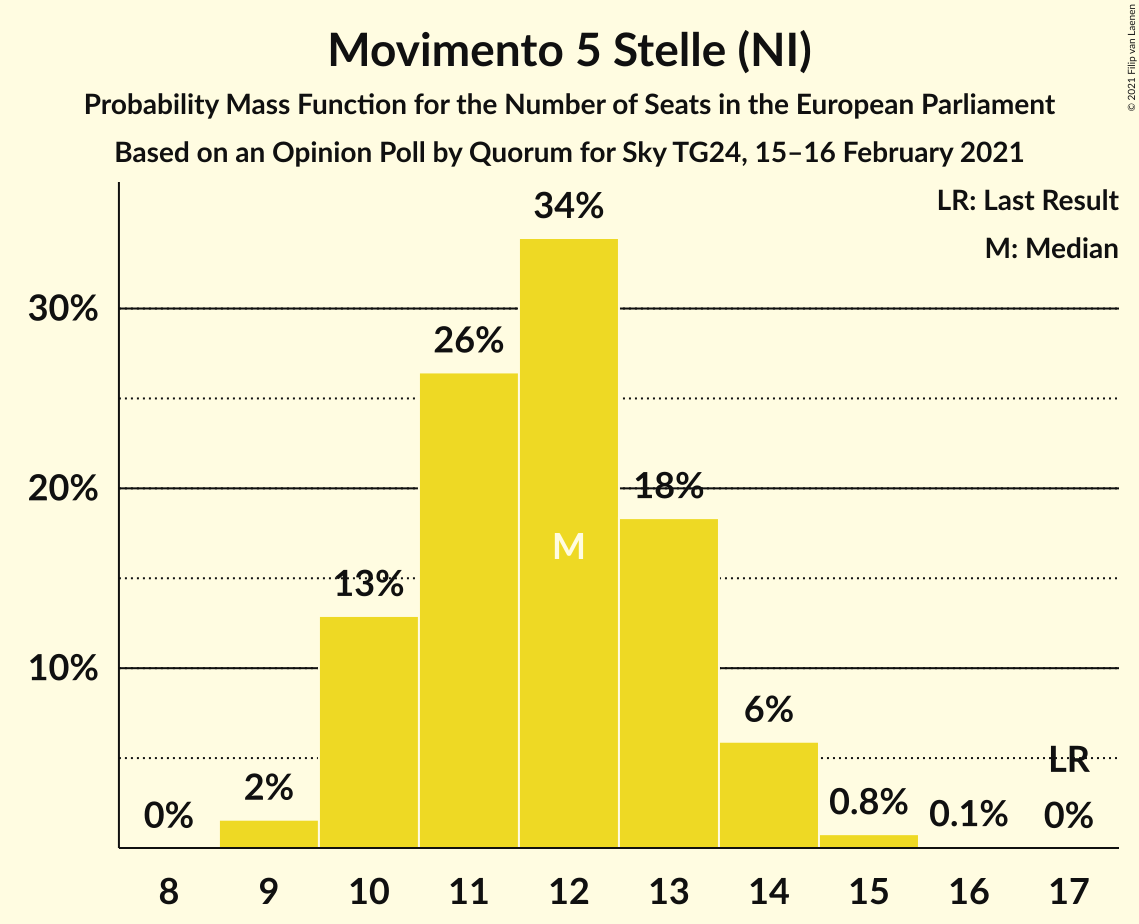 Movimento 5 Stelle (NI)
Probability Mass Function for the Number of Seats in the European Parliament
Based on an Opinion Poll by Quorum for Sky TG24, 15–16 February 2021
© 2021 Filip van Laenen
LR: Last Result
M: Median
30%
20%
10%
0%
2%
13%
26%
34%
M
18%
6%
0.8%
0.1%
LR
0%
8 9 10 11 12 13 14 15 16 17